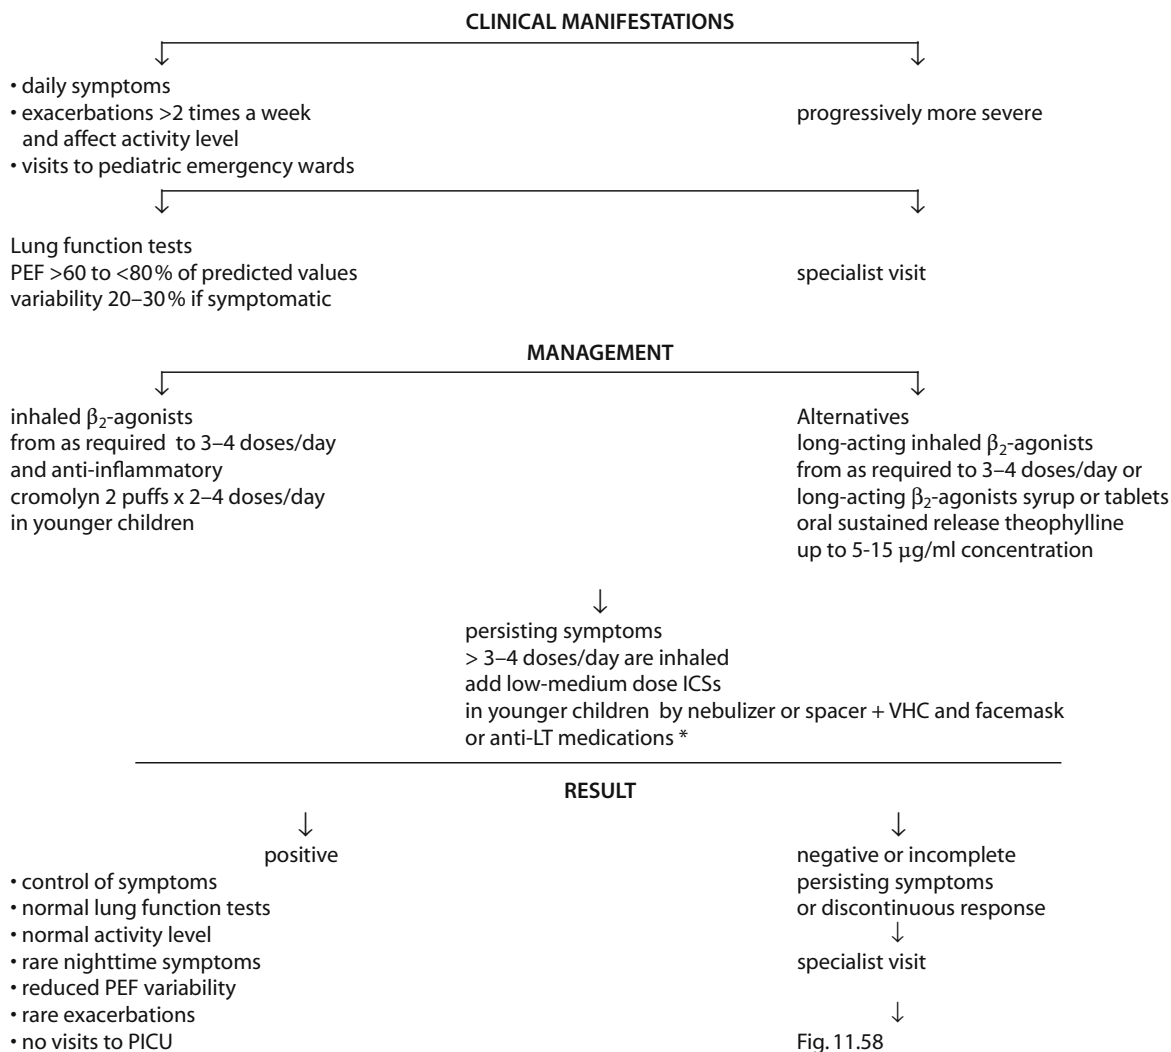 CLINICAL MANIFESTATIONS
• daily symptoms
• exacerbations >2 times a week
and affect activity level
• visits to pediatric emergency wards
progressively more severe
Lung function tests
PEF >60 to <80% of predicted values
variability 20–30% if symptomatic
specialist visit
MANAGEMENT
inhaled β₂-agonists
from as required to 3–4 doses/day
and anti-inflammatory
cromolyn 2 puffs x 2–4 doses/day
in younger children
Alternatives
long-acting inhaled β₂-agonists
from as required to 3–4 doses/day or
long-acting β₂-agonists syrup or tablets
oral sustained release theophylline
up to 5-15 μg/ml concentration
persisting symptoms
> 3–4 doses/day are inhaled
add low-medium dose ICSs
in younger children by nebulizer or spacer + VHC and facemask
or anti-LT medications *
RESULT
positive
• control of symptoms
• normal lung function tests
• normal activity level
• rare nighttime symptoms
• reduced PEF variability
• rare exacerbations
• no visits to PICU
negative or incomplete
persisting symptoms
or discontinuous response
specialist visit
Fig. 11.58